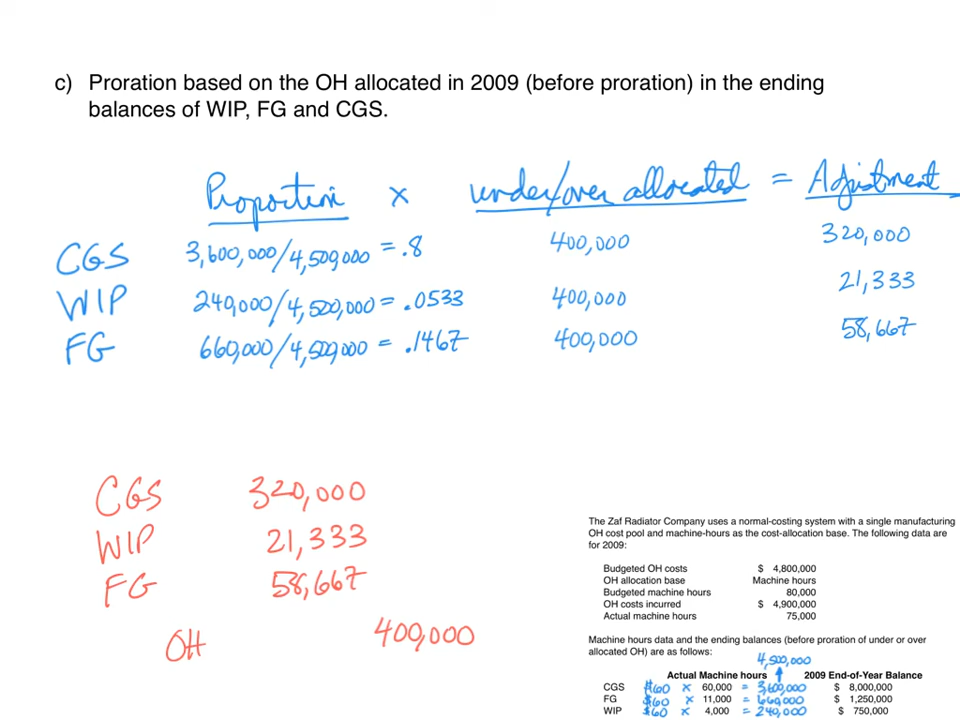 c) Proration based on the OH allocated in 2009 (before proration) in the ending
balances of WIP, FG and CGS.
Proportion x under/over allocated = Adjustment
CGS 3,600,000/4,500,000 = .8 400,000 320,000
WIP 240,000/4,500,000 = .0533 400,000 21,333
FG 660,000/4,500,000 = .1467 400,000 58,667
CGS 320,000
WIP 21,333
FG 58,667
OH 400,000
The Zaf Radiator Company uses a normal-costing system with a single manufacturing
OH cost pool and machine-hours as the cost-allocation base. The following data are
for 2009:
Budgeted OH costs $ 4,800,000
OH allocation base Machine hours
Budgeted machine hours 80,000
OH costs incurred $ 4,900,000
Actual machine hours 75,000
Machine hours data and the ending balances (before proration of under or over
allocated OH) are as follows:
4,500,000
Actual Machine hours 2009 End-of-Year Balance
CGS $60 x 60,000 = 3,600,000 $ 8,000,000
FG $60 x 11,000 = 660,000 $ 1,250,000
WIP $60 x 4,000 = 240,000 $ 750,000